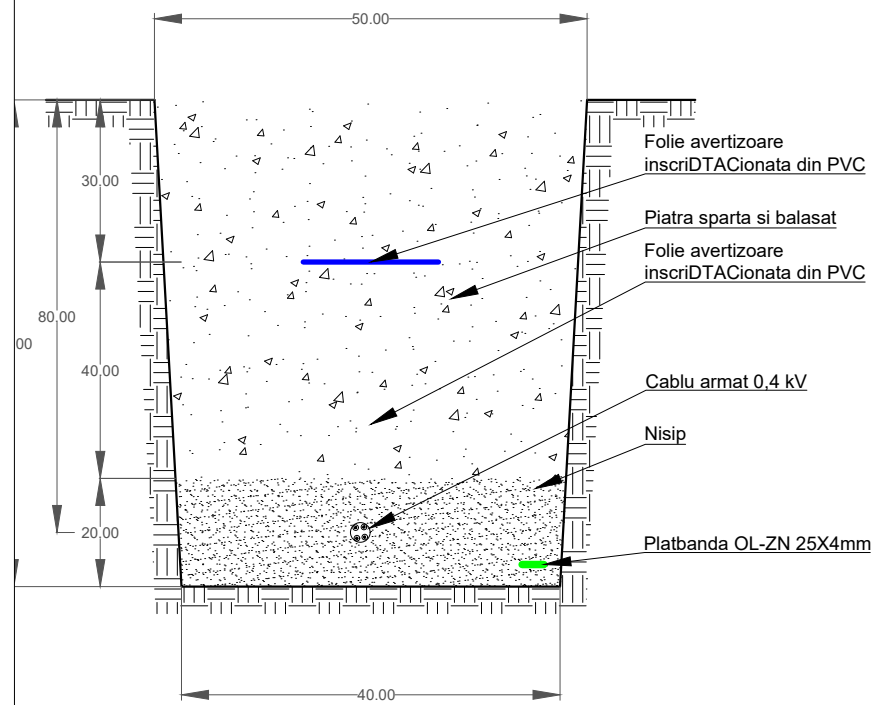 50.00
Folie avertizoare
inscriDTACionata din PVC
30.00
Piatra sparta si balasat
Folie avertizoare
inscriDTACionata din PVC
80.00
00
40.00
Cablu armat 0,4 kV
Nisip
20.00
Platbanda OL-ZN 25X4mm
40.00